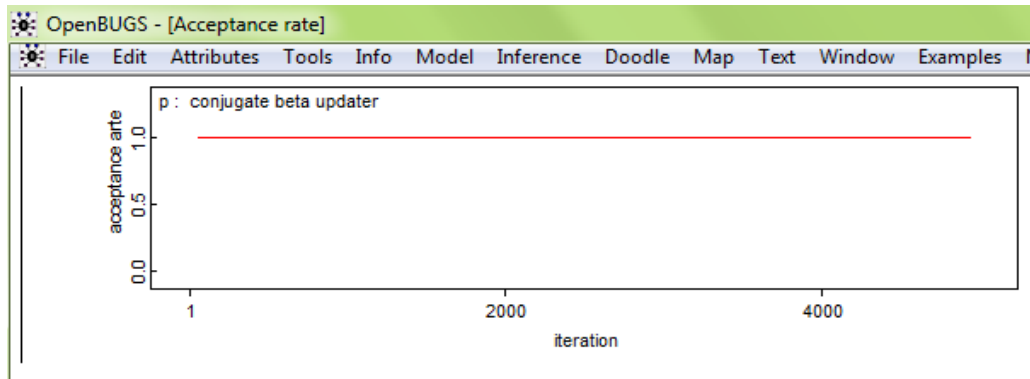 OpenBUGS - [Acceptance rate]
File Edit Attributes Tools Info Model Inference Doodle Map Text Window Examples
p : conjugate beta updater
acceptance arte
1.0
0.5
0.0
1 2000 4000
iteration